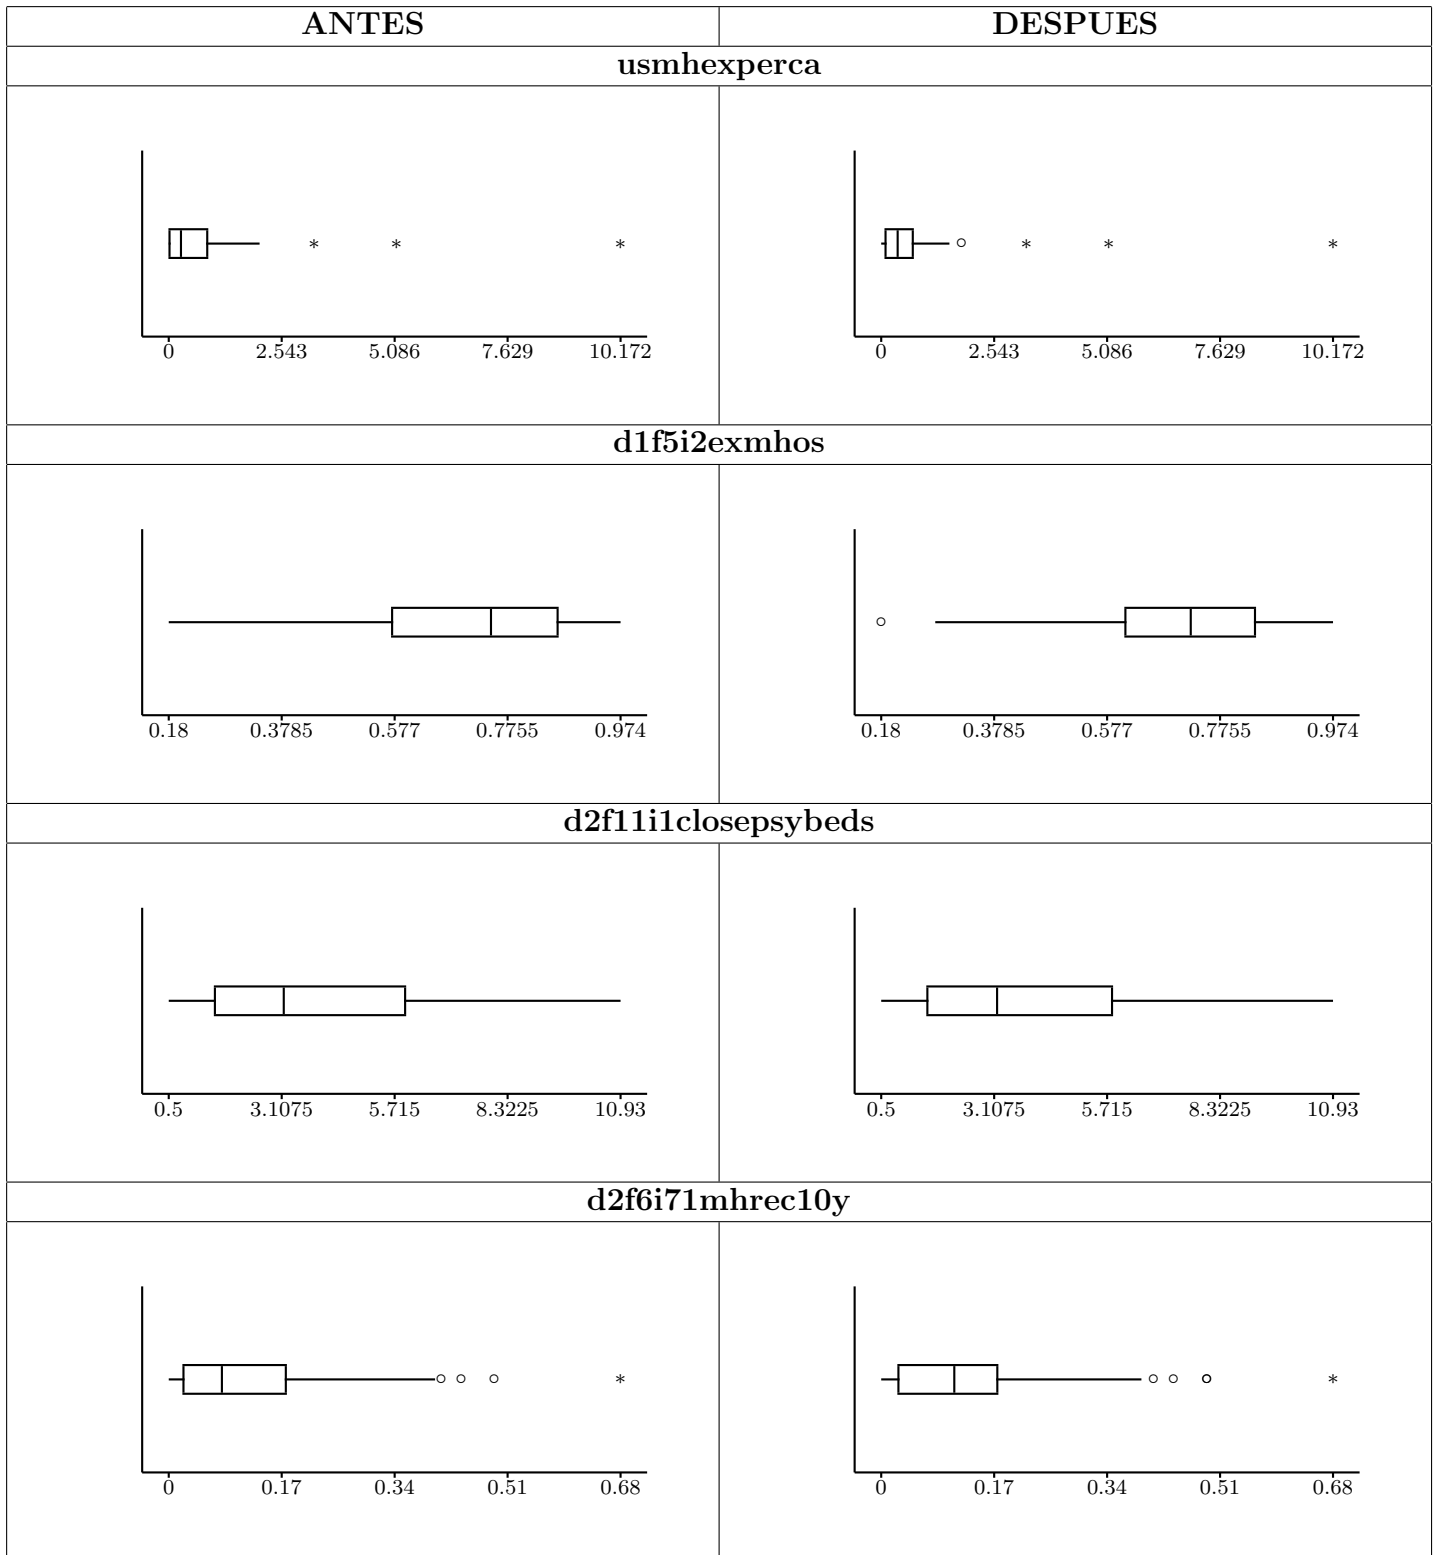 ANTES DESPUES
usmhexperca
* * * * * *
0 2.543 5.086 7.629 10.172 0 2.543 5.086 7.629 10.172
d1f5i2exmhos
0.18 0.3785 0.577 0.7755 0.974 0.18 0.3785 0.577 0.7755 0.974
d2f11i1closepsybeds
0.5 3.1075 5.715 8.3225 10.93 0.5 3.1075 5.715 8.3225 10.93
d2f6i71mhrec10y
* *
0 0.17 0.34 0.51 0.68 0 0.17 0.34 0.51 0.68